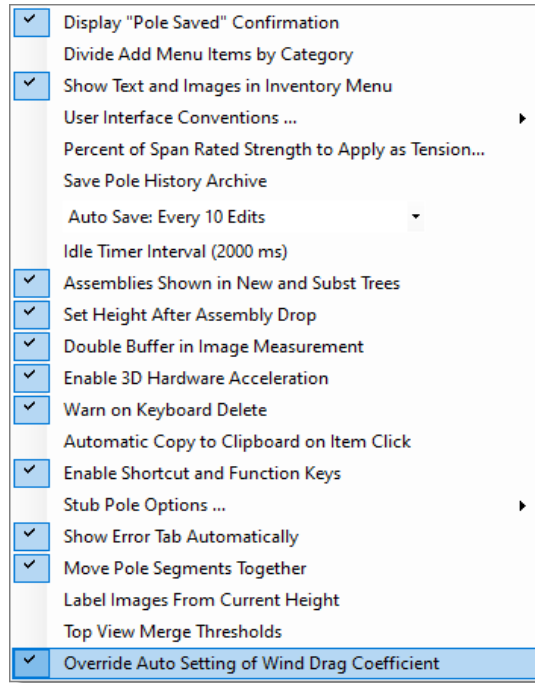 Display "Pole Saved" Confirmation
Divide Add Menu Items by Category
Show Text and Images in Inventory Menu
User Interface Conventions ...
Percent of Span Rated Strength to Apply as Tension...
Save Pole History Archive
Auto Save: Every 10 Edits
Idle Timer Interval (2000 ms)
Assemblies Shown in New and Subst Trees
Set Height After Assembly Drop
Double Buffer in Image Measurement
Enable 3D Hardware Acceleration
Warn on Keyboard Delete
Automatic Copy to Clipboard on Item Click
Enable Shortcut and Function Keys
Stub Pole Options ...
Show Error Tab Automatically
Move Pole Segments Together
Label Images From Current Height
Top View Merge Thresholds
Override Auto Setting of Wind Drag Coefficient